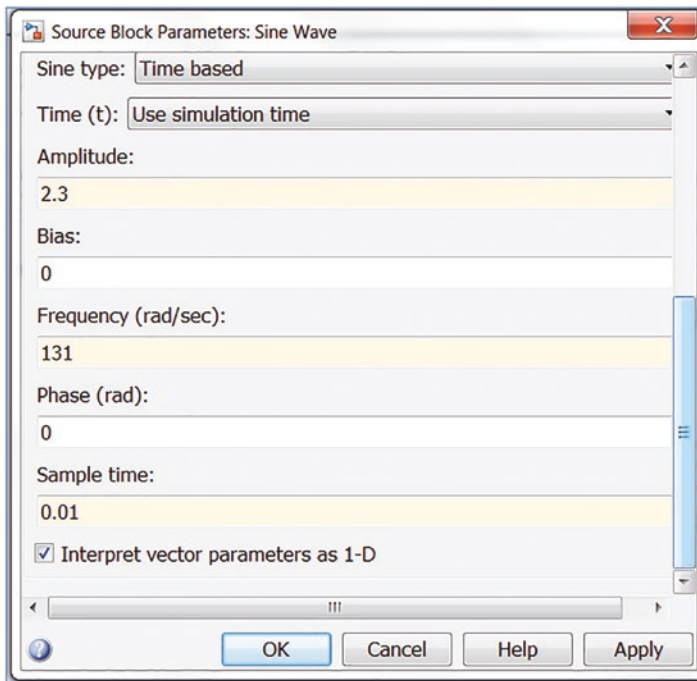 Source Block Parameters: Sine Wave
Sine type: Time based
Time (t): Use simulation time
Amplitude:
2.3
Bias:
0
Frequency (rad/sec):
131
Phase (rad):
0
Sample time:
0.01
Interpret vector parameters as 1-D
OK Cancel Help Apply